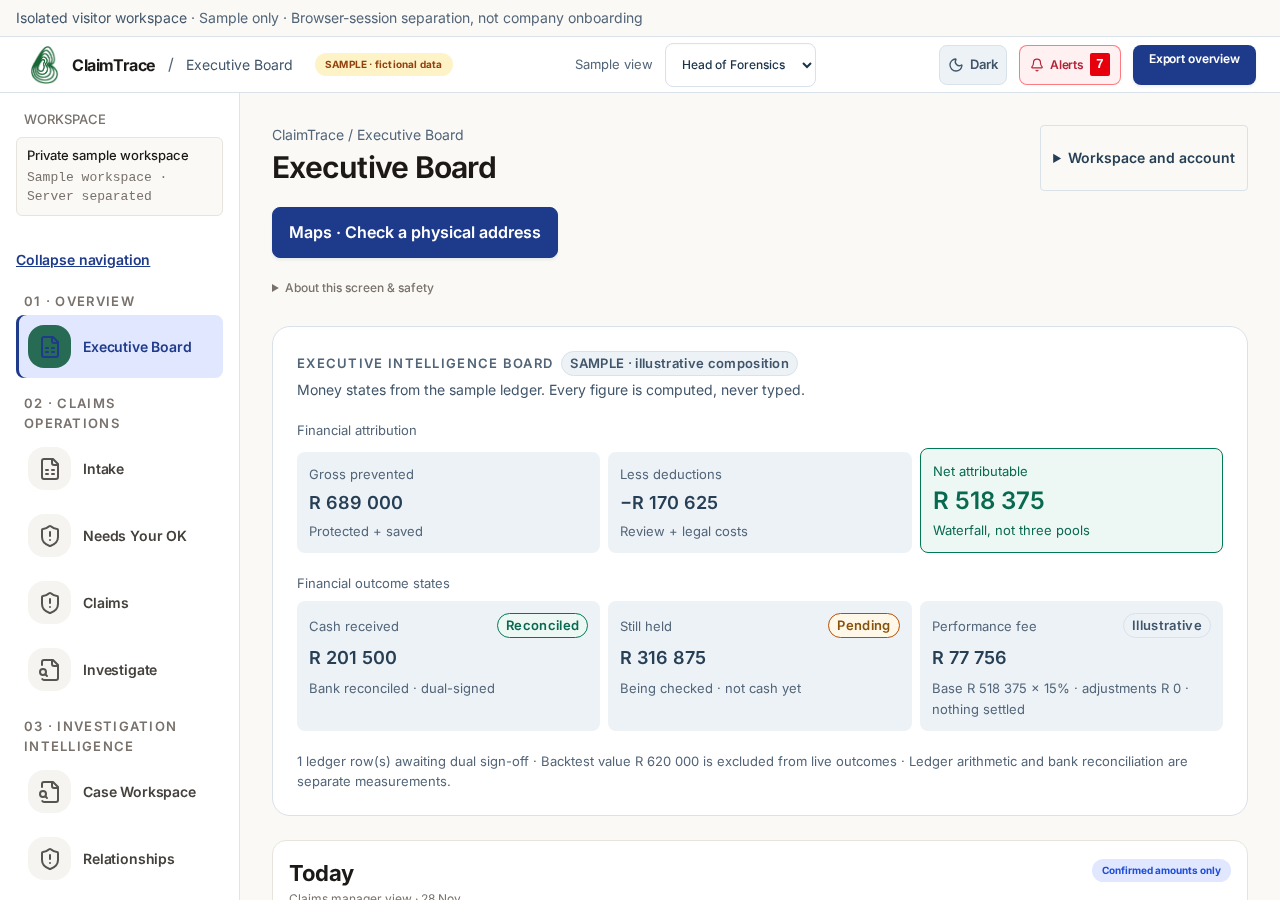 Isolated visitor workspace · Sample only · Browser-session separation, not company onboarding
ClaimTrace / Executive Board
SAMPLE · fictional data
Sample view
Head of Forensics
Dark
Alerts 7
Export overview
WORKSPACE
Private sample workspace
Sample workspace ·
Server separated
Collapse navigation
01 · OVERVIEW
Executive Board
02 · CLAIMS
OPERATIONS
Intake
Needs Your OK
Claims
Investigate
03 · INVESTIGATION
INTELLIGENCE
Case Workspace
Relationships
ClaimTrace / Executive Board
Executive Board
Workspace and account
Maps · Check a physical address
About this screen & safety
EXECUTIVE INTELLIGENCE BOARD SAMPLE · illustrative composition
Money states from the sample ledger. Every figure is computed, never typed.
Financial attribution
Gross prevented
R 689 000
Protected + saved
Less deductions
−R 170 625
Review + legal costs
Net attributable
R 518 375
Waterfall, not three pools
Financial outcome states
Cash received
Reconciled
R 201 500
Bank reconciled · dual-signed
Still held
Pending
R 316 875
Being checked · not cash yet
Performance fee
Illustrative
R 77 756
Base R 518 375 × 15% · adjustments R 0 ·
nothing settled
1 ledger row(s) awaiting dual sign-off · Backtest value R 620 000 is excluded from live outcomes · Ledger arithmetic and bank reconciliation are
separate measurements.
Today
Confirmed amounts only
Claims manager view · 28 Nov